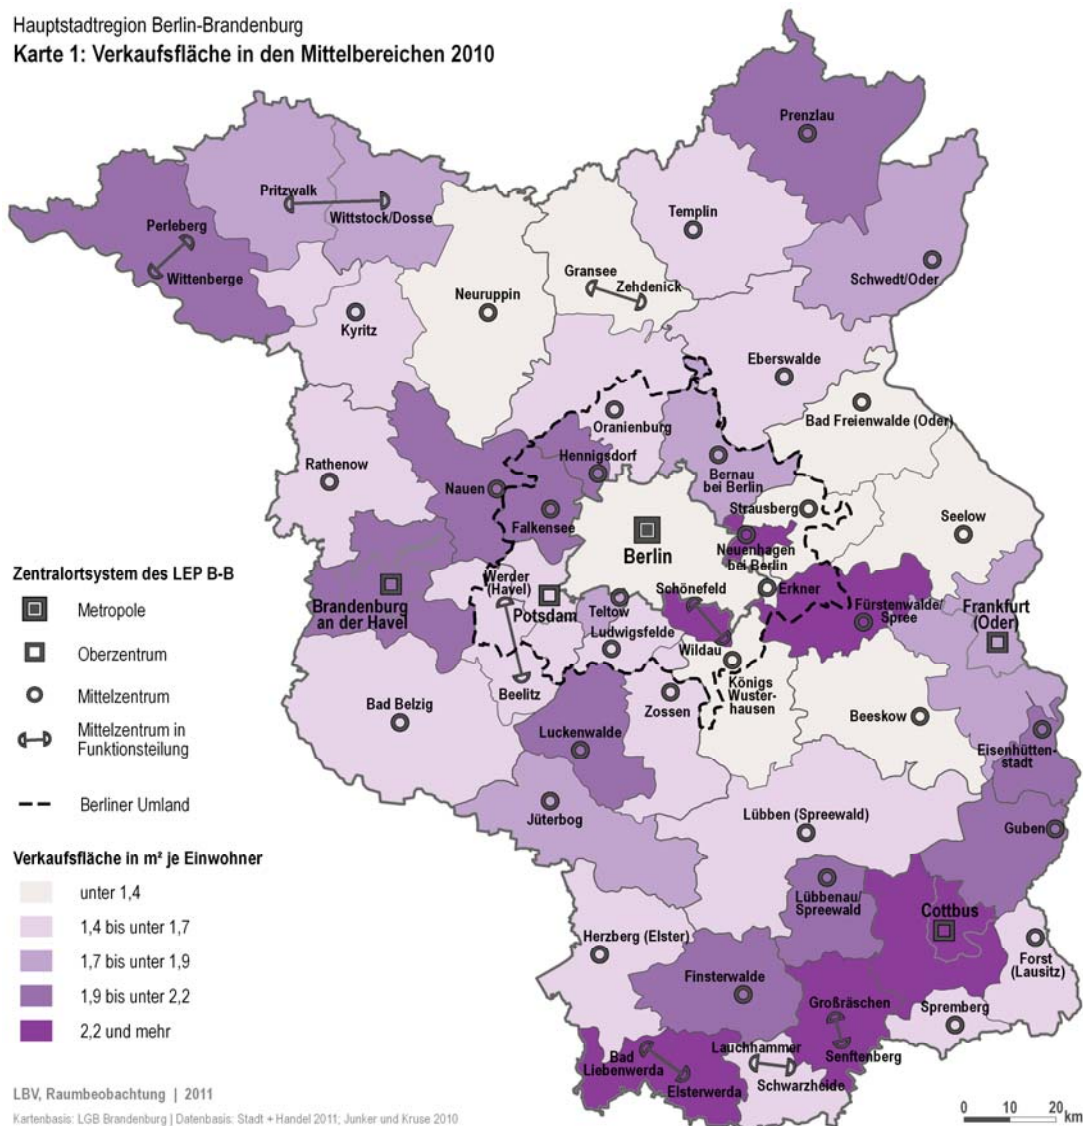 Hauptstadtregion Berlin-Brandenburg
Karte 1: Verkaufsfläche in den Mittelbereichen 2010
Prenzlau
Pritzwalk
Wittstock/Dosse
Templin
Perleberg
Wittenberge
Schwedt/Oder
Gransee
Zehdenick
Neuruppin
Kyritz
Eberswalde
Bad Freienwalde (Oder)
Oranienburg
Hennigsdorf
Bernau
bei Berlin
Rathenow
Nauen
Falkensee
Strausberg
Seelow
Berlin
Neuenhagen
bei Berlin
Werder
(Havel)
Schönefeld
Erkner
Brandenburg
an der Havel
Potsdam
Teltow
Fürstenwalde/
Spree
Frankfurt
(Oder)
Ludwigsfelde
Wildau
Beelitz
Königs
Wuster-
hausen
Bad Belzig
Zossen
Beeskow
Luckenwalde
Eisenhütten-
stadt
Jüterbog
Lübben (Spreewald)
Guben
Lübbenau/
Spreewald
Cottbus
Herzberg (Elster)
Forst
(Lausitz)
Finsterwalde
Großräschen
Spremberg
Bad
Liebenwerda
Lauchhammer
Senftenberg
Elsterwerda
Schwarzheide
Zentralortsystem des LEP B-B
Metropole
Oberzentrum
Mittelzentrum
Mittelzentrum in
Funktionsteilung
Berliner Umland
Verkaufsfläche in m² je Einwohner
unter 1,4
1,4 bis unter 1,7
1,7 bis unter 1,9
1,9 bis unter 2,2
2,2 und mehr
LBV, Raumbeobachtung | 2011
Kartenbasis: LGB Brandenburg | Datenbasis: Stadt + Handel 2011; Junker und Kruse 2010
0 10 20 km